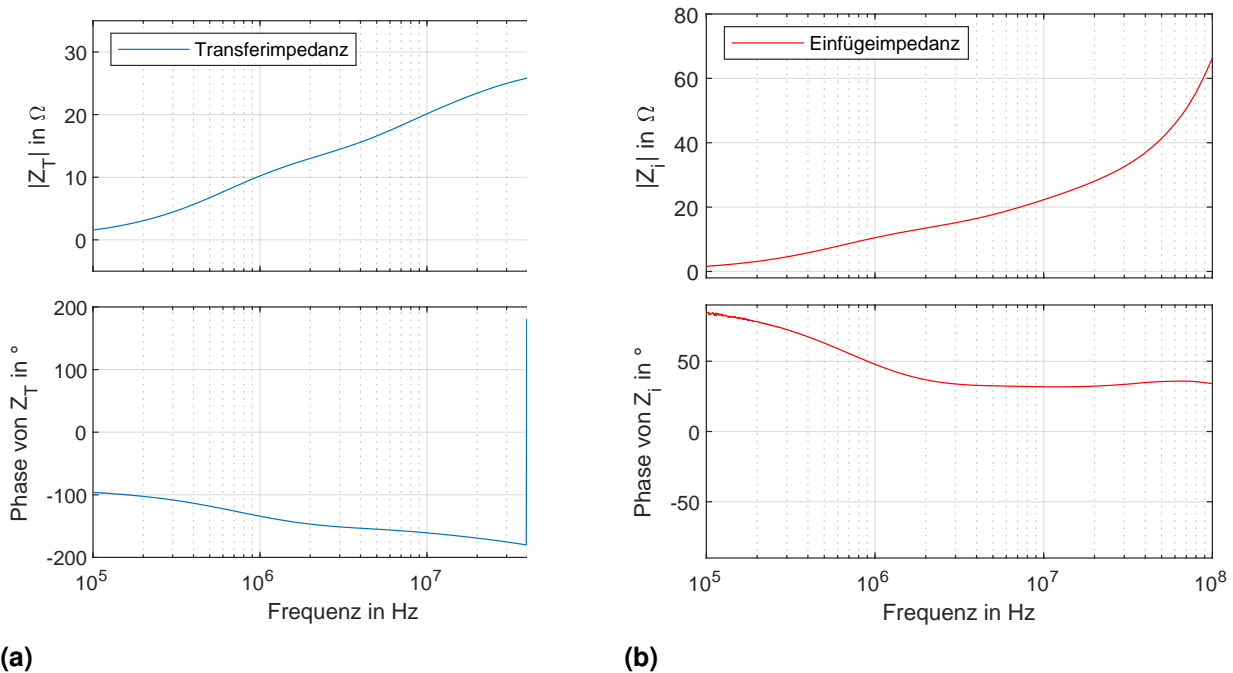 Transferimpedanz
|Z_T| in Ω
30
20
10
0
Phase von Z_T in °
200
100
0
-100
-200
10^5
10^6
10^7
Frequenz in Hz
(a)
Einfügeimpedanz
|Z_i| in Ω
80
60
40
20
0
Phase von Z_i in °
50
0
-50
10^5
10^6
10^7
10^8
Frequenz in Hz
(b)